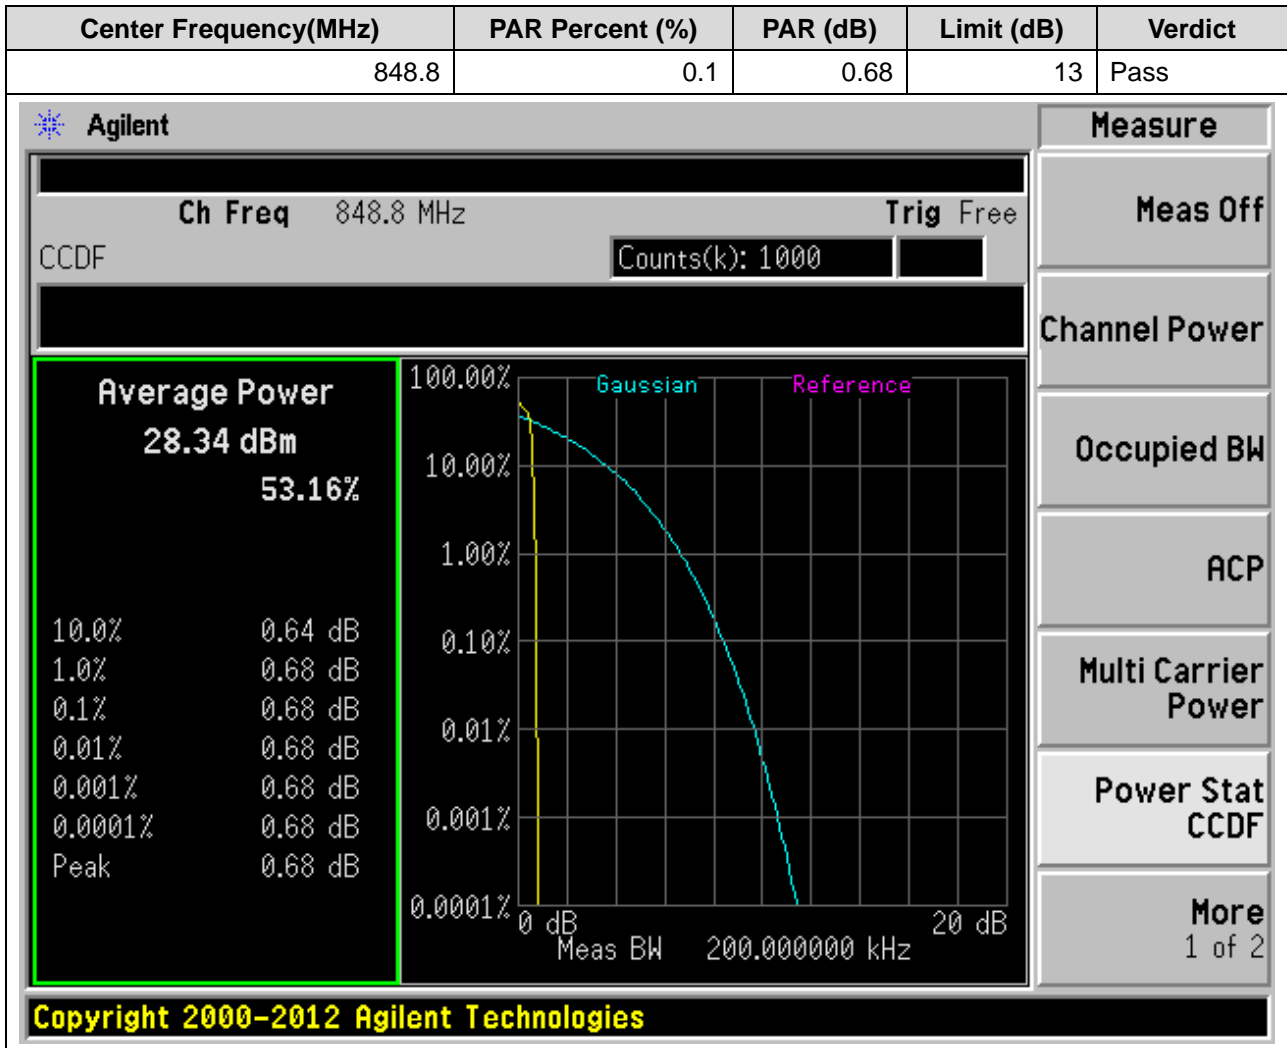 Center Frequency(MHz) PAR Percent (%) PAR (dB) Limit (dB) Verdict
848.8 0.1 0.68 13 Pass
Agilent
Measure
Ch Freq 848.8 MHz Trig Free
CCDF Counts(k): 1000
Meas Off
Channel Power
Occupied BW
ACP
Multi Carrier
Power
Power Stat
CCDF
More
1 of 2
Average Power
28.34 dBm
53.16%
10.0% 0.64 dB
1.0% 0.68 dB
0.1% 0.68 dB
0.01% 0.68 dB
0.001% 0.68 dB
0.0001% 0.68 dB
Peak 0.68 dB
Gaussian Reference
100.00%
10.00%
1.00%
0.10%
0.01%
0.001%
0.0001%
0 dB 20 dB
Meas BW 200.000000 kHz
Copyright 2000-2012 Agilent Technologies